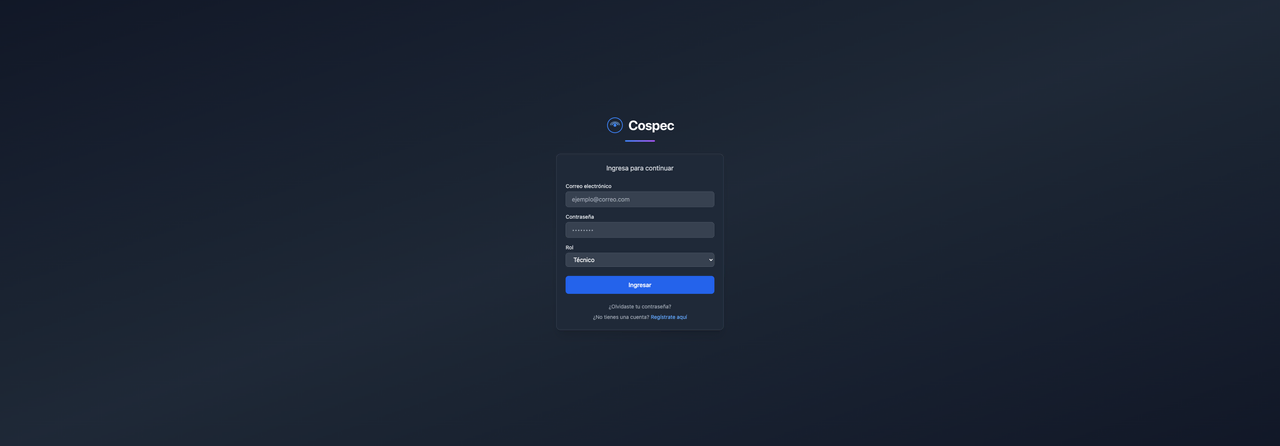 Cospec
Ingresa para continuar
Correo electrónico
ejemplo@correo.com
Contraseña
Rol
Técnico
Ingresar
¿Olvidaste tu contraseña?
¿No tienes una cuenta? Regístrate aquí